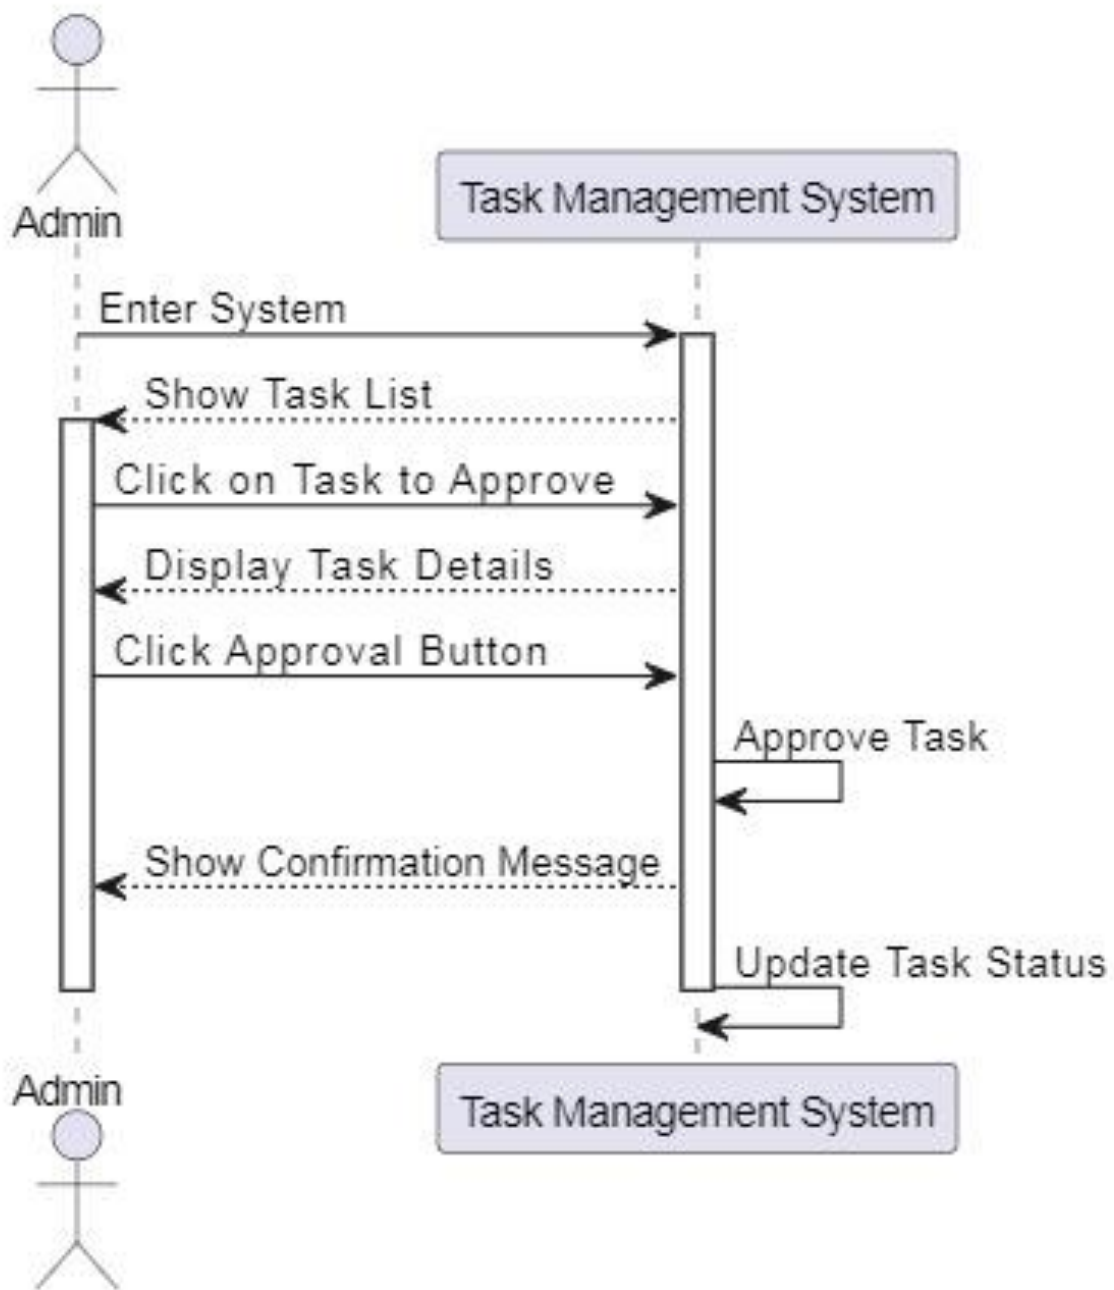 Admin
Task Management System
Enter System
Show Task List
Click on Task to Approve
Display Task Details
Click Approval Button
Approve Task
Show Confirmation Message
Update Task Status
Admin
Task Management System